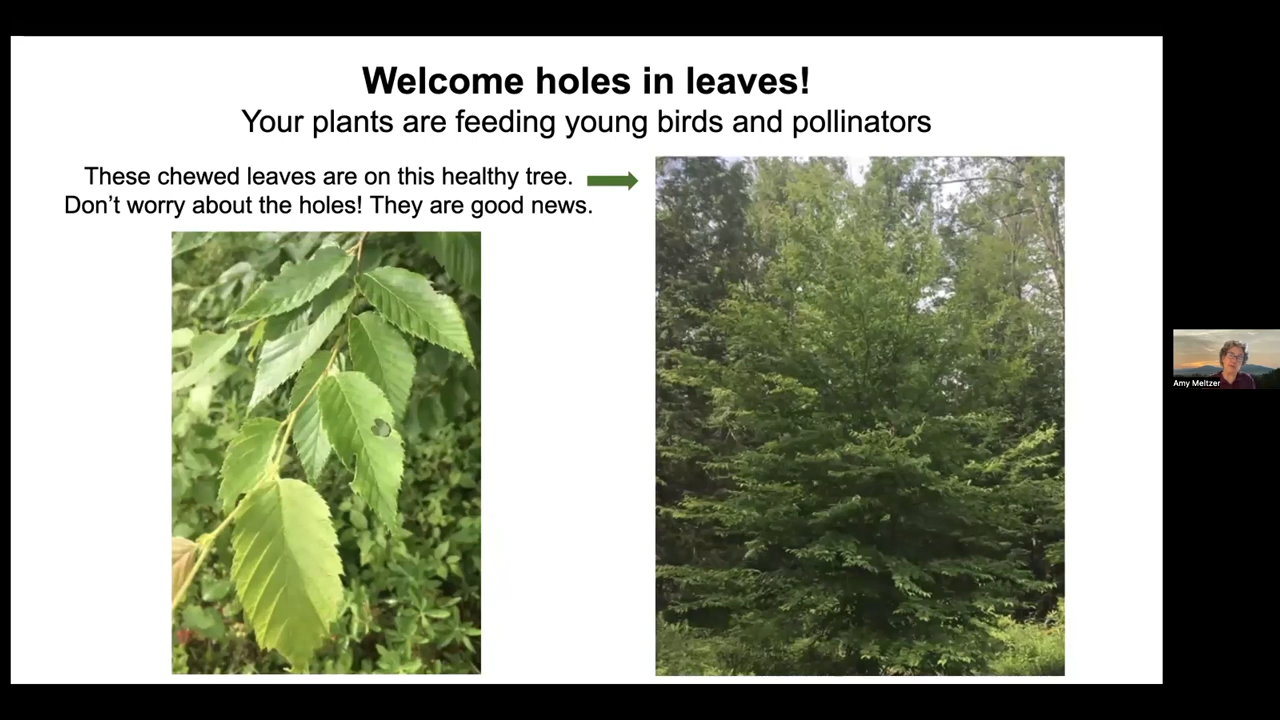 Welcome holes in leaves!
Your plants are feeding young birds and pollinators
These chewed leaves are on this healthy tree.
Don’t worry about the holes! They are good news.
Amy Meltzer